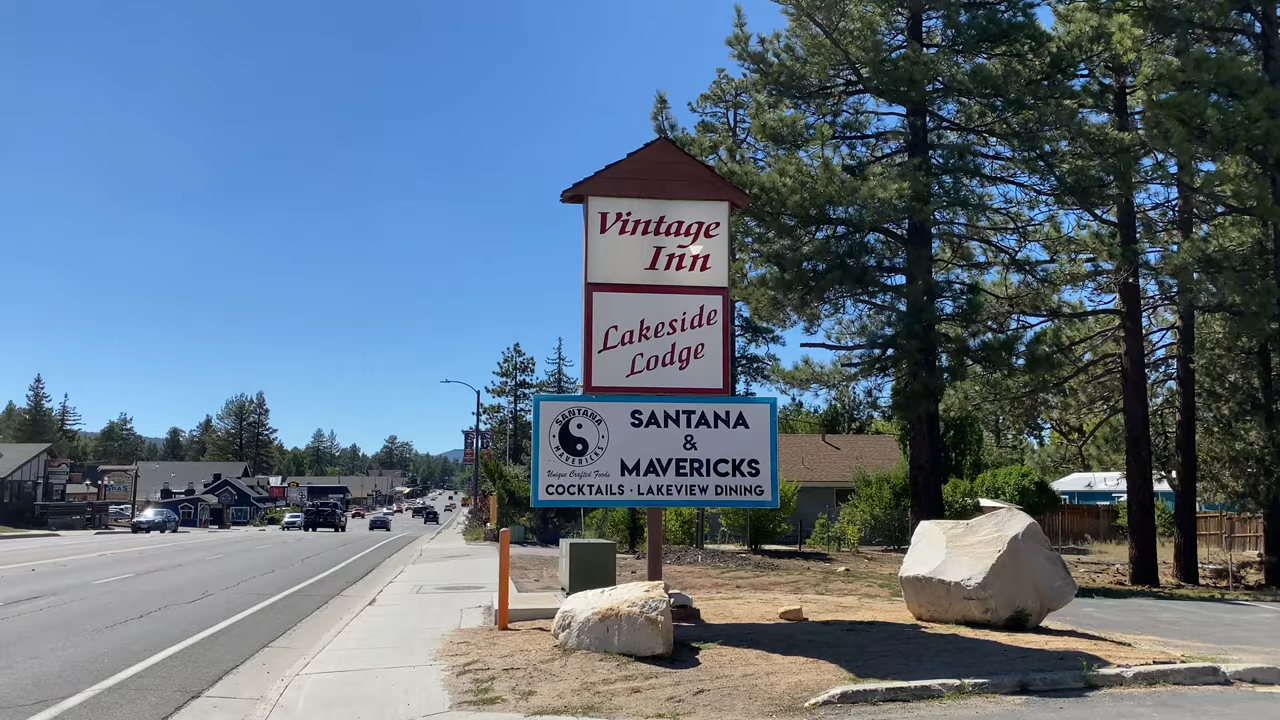 Vintage
Inn
Lakeside
Lodge
SANTANA
MAVERICKS
Unique Crafted Foods
SANTANA
&
MAVERICKS
COCKTAILS · LAKEVIEW DINING